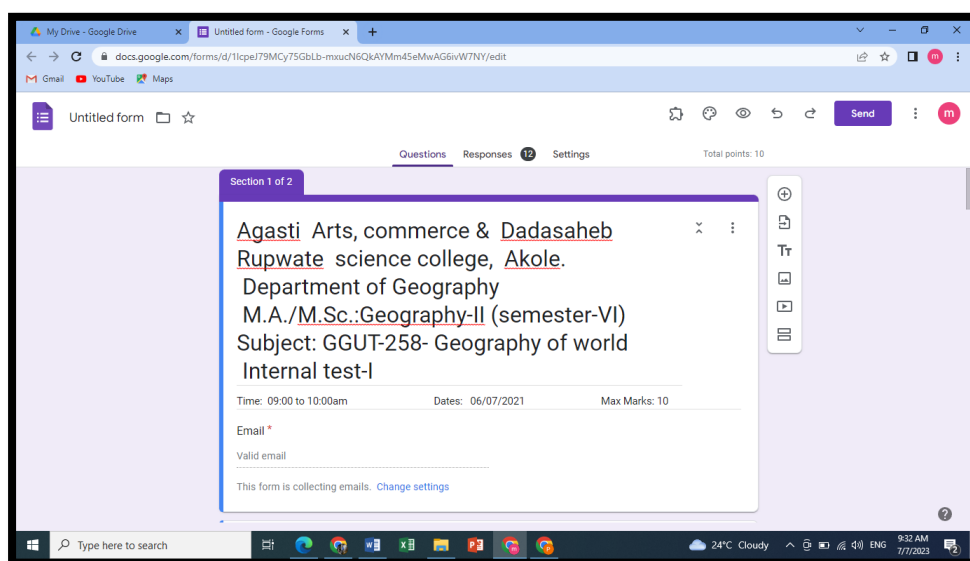 My Drive - Google Drive
Untitled form - Google Forms
docs.google.com/forms/d/1IcpeJ79MCy75GbLb-mxucN6QkAYMm45eMwAG6ivW7NY/edit
m
Gmail YouTube Maps
Untitled form
Send
m
Questions Responses 12 Settings
Total points: 10
Section 1 of 2
Agasti Arts, commerce & Dadasaheb
Rupwate science college, Akole.
Department of Geography
M.A./M.Sc.:Geography-II (semester-VI)
Subject: GGUT-258- Geography of world
Internal test-I
Time: 09:00 to 10:00am Dates: 06/07/2021 Max Marks: 10
Email *
Valid email
This form is collecting emails. Change settings
Type here to search
24°C Cloudy
ENG
9:32 AM
7/7/2023
2